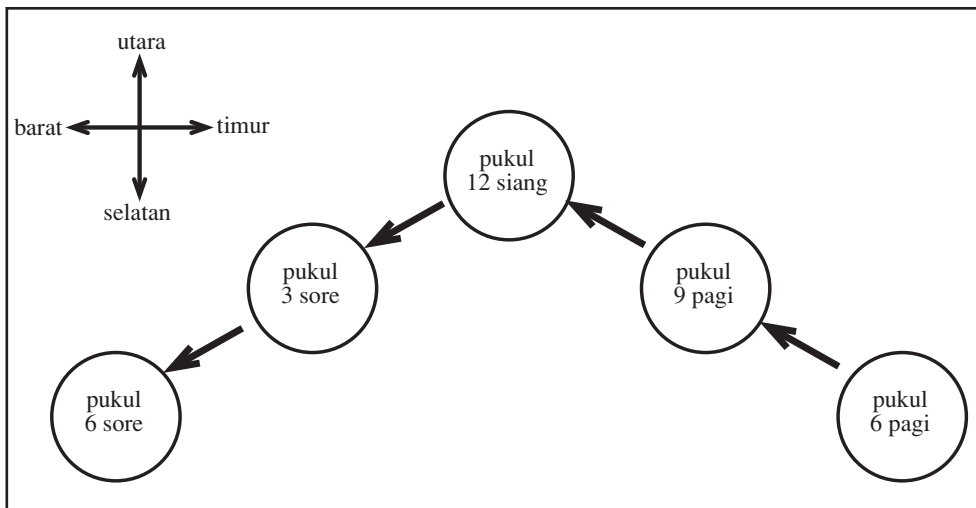 utara
barat
timur
selatan
pukul
12 siang
pukul
3 sore
pukul
9 pagi
pukul
6 sore
pukul
6 pagi